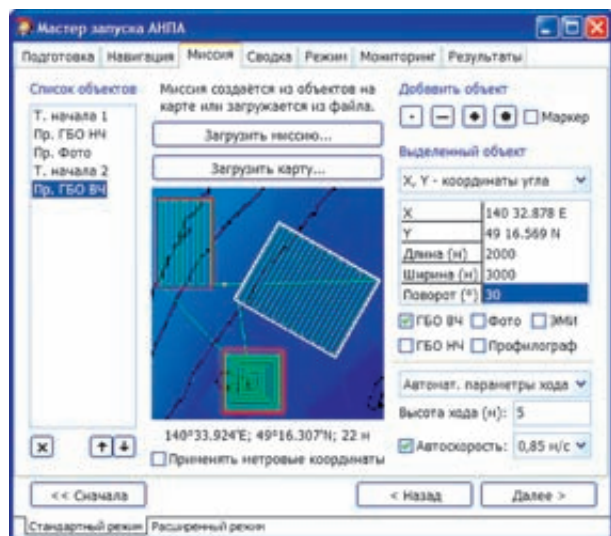 Мастер запуска АНПА
Подготовка Навигация Миссия Сводка Режим Мониторинг Результаты
Список объектов
Т. начала 1
Пр. ГБО НЧ
Пр. Фото
Т. начала 2
Пр. ГБО ВЧ
Миссия создаётся из объектов на
карте или загружается из файла.
Загрузить миссию...
Загрузить карту...
140°33.924'E; 49°16.307'N; 22 м
Применять метровые координаты
Добавить объект
Маркер
Выделенный объект
X, Y - координаты угла
X 140 32.878 E
Y 49 16.569 N
Длина (м) 2000
Ширина (м) 3000
Поворот (°) 30
ГБО ВЧ Фото ЭМИ
ГБО НЧ Профилограф
Автомат. параметры хода
Высота хода (м): 5
Автоскорость: 0,85 м/с
<< Сначала < Назад Далее >
Стандартный режим Расширенный режим